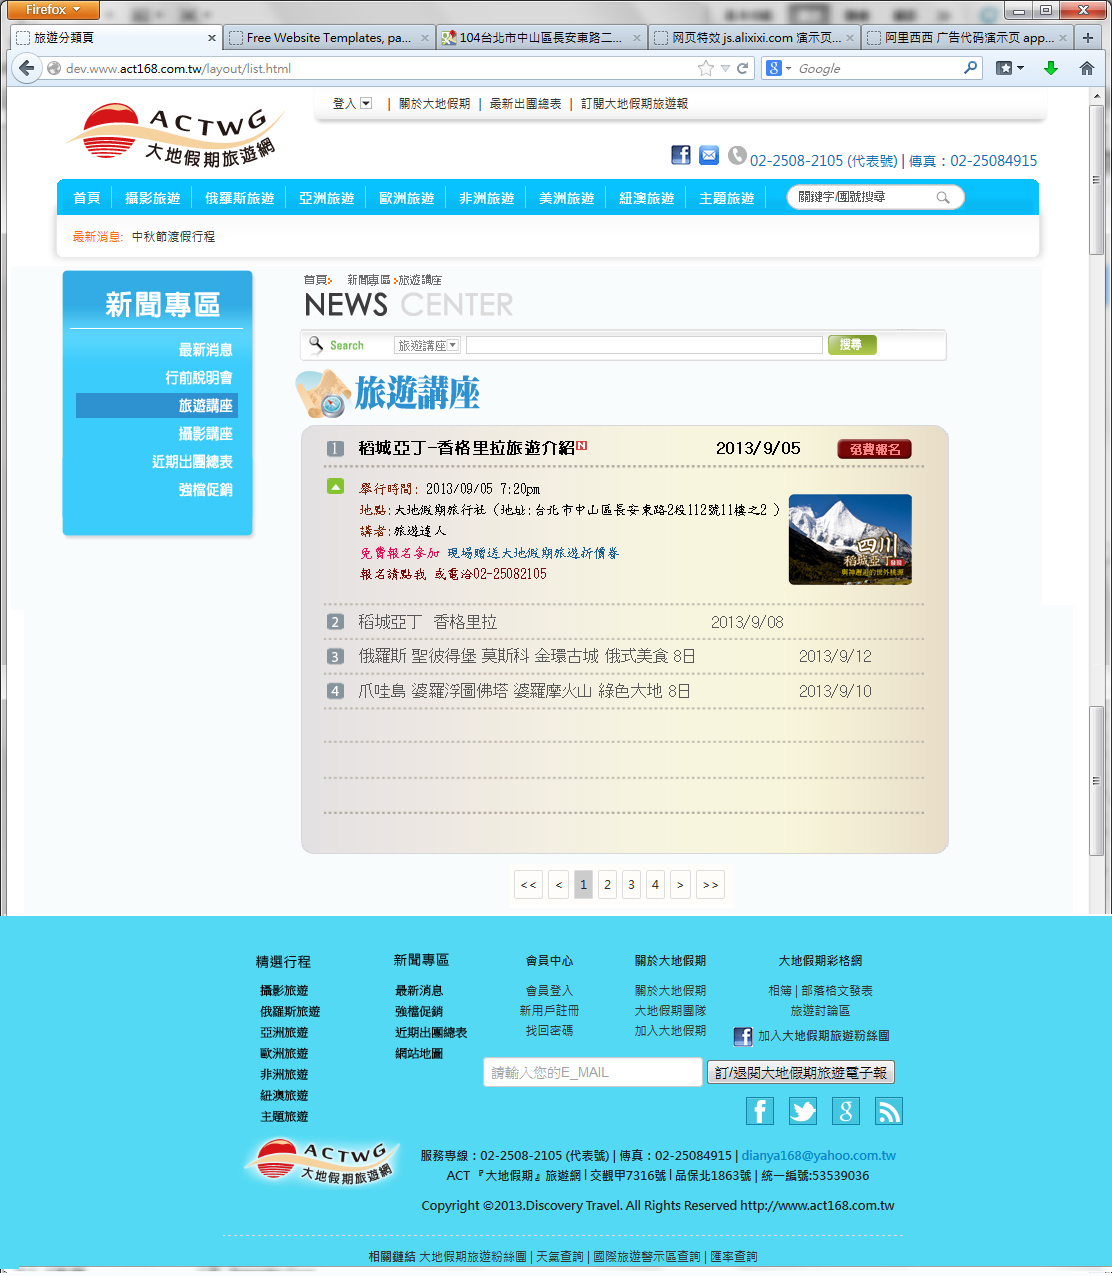 Firefox
旅遊分類頁
Free Website Templates, pa...
104台北市中山區長安東路二...
网页特效 js.alixixi.com 演示页...
阿里西西 广告代码演示页 app...
dev.www.act168.com.tw/layout/list.html
Google
ACTWG
大地假期旅遊網
登入 | 關於大地假期 | 最新出團總表 | 訂閱大地假期旅遊報
02-2508-2105 (代表號) | 傳真：02-25084915
首頁 攝影旅遊 俄羅斯旅遊 亞洲旅遊 歐洲旅遊 非洲旅遊 美洲旅遊 紐澳旅遊 主題旅遊 關鍵字/團號搜尋
最新消息: 中秋節渡假行程
新聞專區
最新消息
行前說明會
旅遊講座
攝影講座
近期出團總表
強檔促銷
首頁 新聞專區 旅遊講座
NEWS CENTER
Search 旅遊講座 搜尋
旅遊講座
1 稻城亞丁-香格里拉旅遊介紹 N 2013/9/05 免費報名
舉行時間: 2013/09/05 7:20pm
地點:大地假期旅行社 (地址:台北市中山區長安東路2段112號11樓之2 )
講者:旅遊達人
免費報名參加 現場贈送大地假期旅遊折價券
報名請點我 或電洽02-25082105
四川
稻城亞丁
與神邂逅的世外桃源
2 稻城亞丁 香格里拉 2013/9/08
3 俄羅斯 聖彼得堡 莫斯科 金環古城 俄式美食 8日 2013/9/12
4 爪哇島 婆羅浮圖佛塔 婆羅摩火山 綠色大地 8日 2013/9/10
<< < 1 2 3 4 > >>
精選行程
攝影旅遊
俄羅斯旅遊
亞洲旅遊
歐洲旅遊
非洲旅遊
紐澳旅遊
主題旅遊
新聞專區
最新消息
強檔促銷
近期出團總表
網站地圖
會員中心
會員登入
新用戶註冊
找回密碼
關於大地假期
關於大地假期
大地假期團隊
加入大地假期
大地假期彩格網
相簿 | 部落格文發表
旅遊討論區
加入大地假期旅遊粉絲團
請輸入您的E_MAIL
訂/退閱大地假期旅遊電子報
ACTWG
大地假期旅遊網
服務專線：02-2508-2105 (代表號) | 傳真：02-25084915 | dianya168@yahoo.com.tw
ACT 『大地假期』旅遊網 | 交觀甲7316號 | 品保北1863號 | 統一編號:53539036
Copyright ©2013.Discovery Travel. All Rights Reserved http://www.act168.com.tw
相關鏈結 大地假期旅遊粉絲團 | 天氣查詢 | 國際旅遊警示區查詢 | 匯率查詢